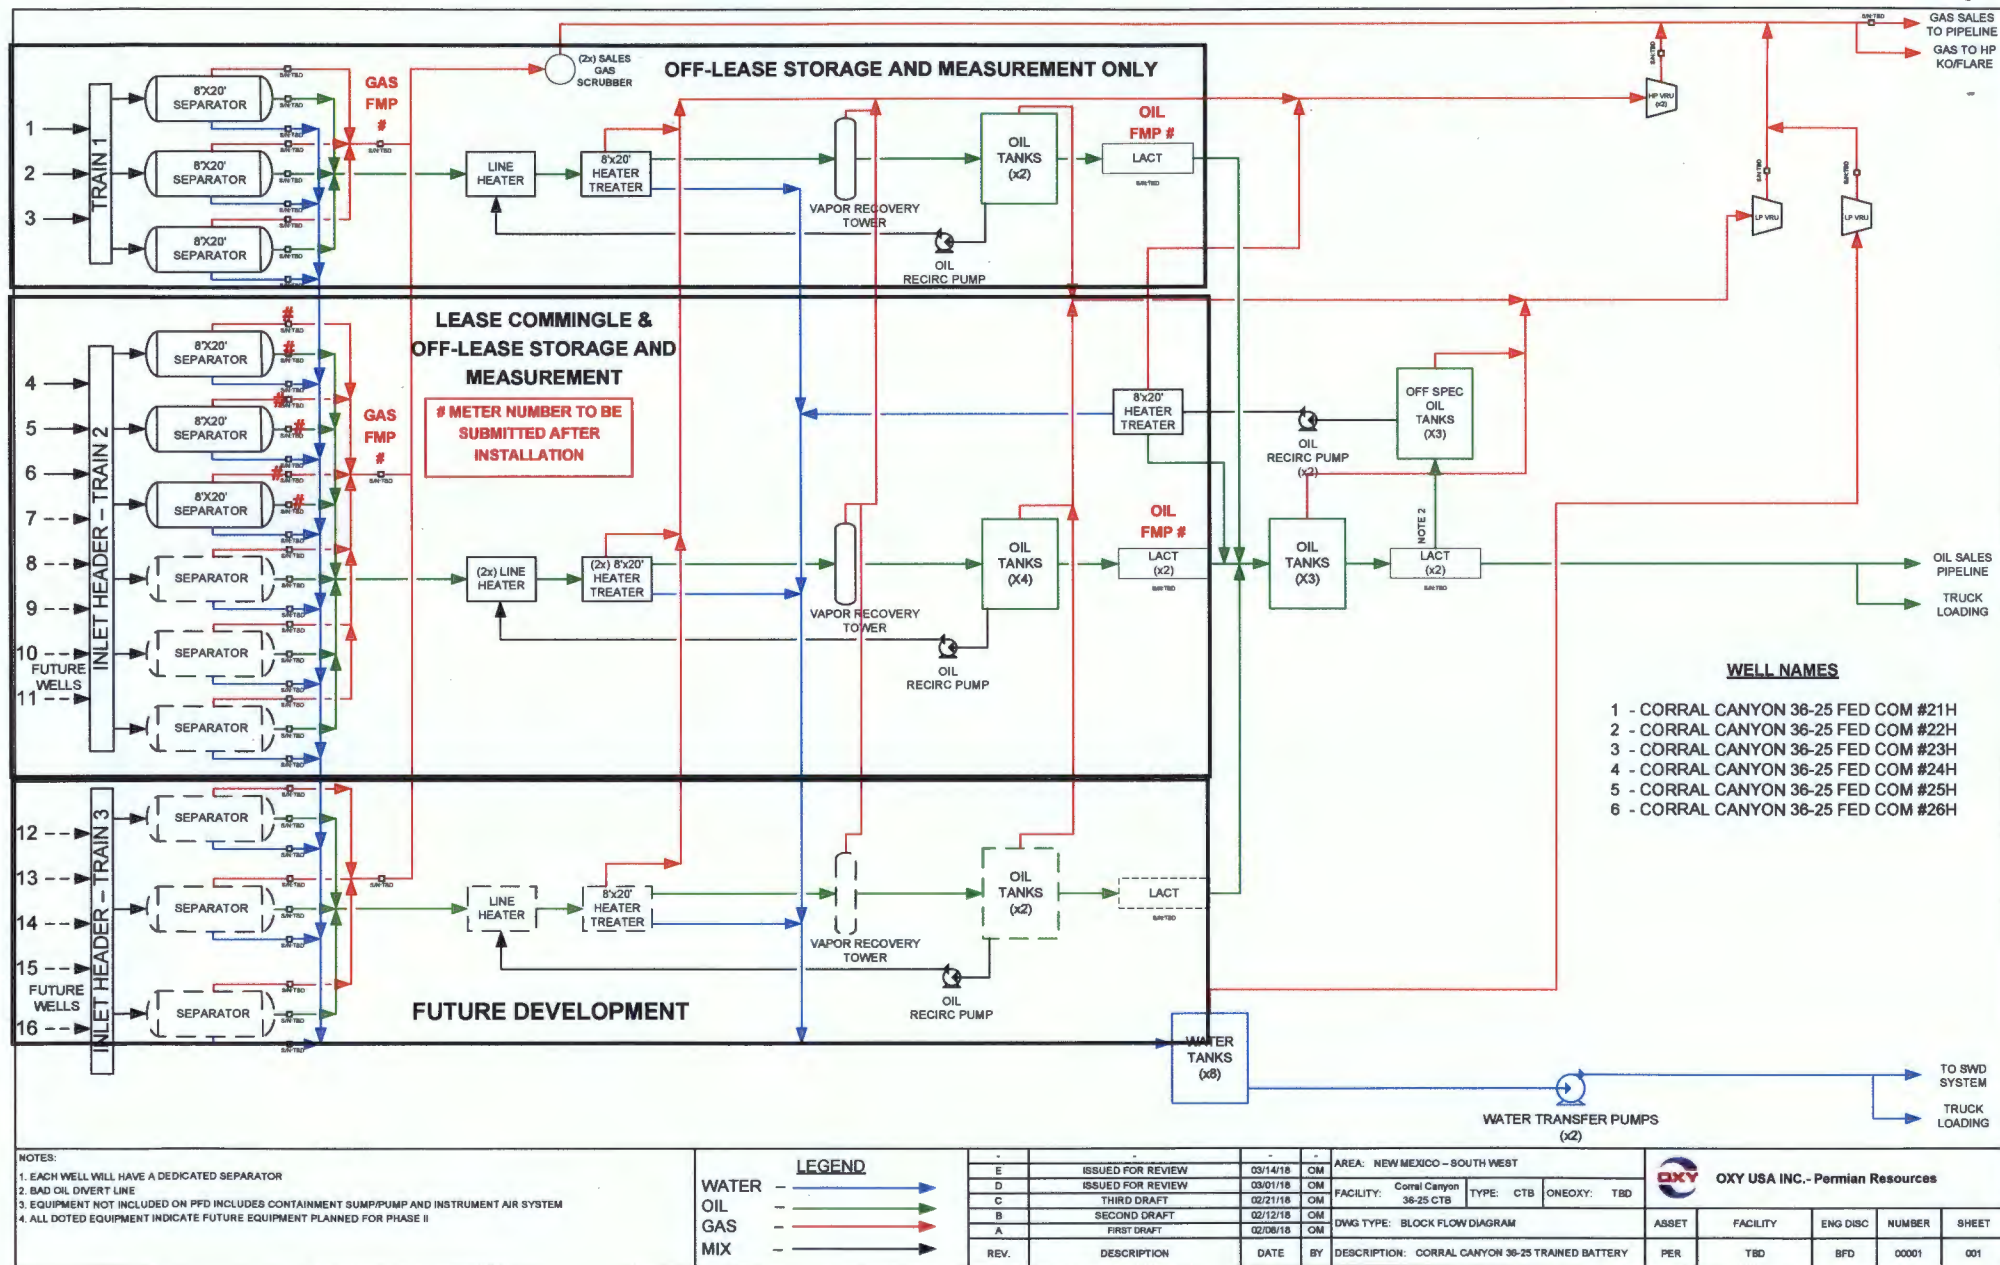 GAS SALES
TO PIPELINE
GAS TO HP
KO/FLARE
S/N:TBD
(2x) SALES
GAS
SCRUBBER
OFF-LEASE STORAGE AND MEASUREMENT ONLY
HP VRU
(x2)
S/N:TBD
TRAIN 1
1
2
3
8'X20'
SEPARATOR
8'X20'
SEPARATOR
8'X20'
SEPARATOR
GAS
FMP
#
S/N:TBD
LINE
HEATER
8'x20'
HEATER
TREATER
VAPOR RECOVERY
TOWER
OIL
TANKS
(x2)
OIL
FMP #
LACT
S/N:TBD
OIL
RECIRC PUMP
LP VRU
S/N:TBD
LP VRU
S/N:TBD
LEASE COMMINGLE &
OFF-LEASE STORAGE AND
MEASUREMENT
# METER NUMBER TO BE
SUBMITTED AFTER
INSTALLATION
INLET HEADER – TRAIN 2
4
5
6
7
8
9
10
FUTURE
WELLS
11
8'X20'
SEPARATOR
8'X20'
SEPARATOR
8'X20'
SEPARATOR
SEPARATOR
SEPARATOR
SEPARATOR
#
#
#
#
#
#
GAS
FMP
#
S/N:TBD
(2x) LINE
HEATER
(2x) 8'x20'
HEATER
TREATER
VAPOR RECOVERY
TOWER
OIL
TANKS
(X4)
OIL
FMP #
LACT
(x2)
S/N:TBD
OIL
RECIRC PUMP
8'x20'
HEATER
TREATER
OIL
RECIRC PUMP
(x2)
OFF SPEC
OIL
TANKS
(X3)
NOTE 2
OIL
TANKS
(X3)
LACT
(x2)
S/N:TBD
OIL SALES
PIPELINE
TRUCK
LOADING
WELL NAMES
1 - CORRAL CANYON 36-25 FED COM #21H
2 - CORRAL CANYON 36-25 FED COM #22H
3 - CORRAL CANYON 36-25 FED COM #23H
4 - CORRAL CANYON 36-25 FED COM #24H
5 - CORRAL CANYON 36-25 FED COM #25H
6 - CORRAL CANYON 36-25 FED COM #26H
INLET HEADER – TRAIN 3
12
13
14
15
FUTURE
WELLS
16
SEPARATOR
SEPARATOR
SEPARATOR
S/N:TBD
LINE
HEATER
8'x20'
HEATER
TREATER
VAPOR RECOVERY
TOWER
OIL
TANKS
(x2)
LACT
S/N:TBD
OIL
RECIRC PUMP
FUTURE DEVELOPMENT
WATER
TANKS
(x8)
WATER TRANSFER PUMPS
(x2)
TO SWD
SYSTEM
TRUCK
LOADING
NOTES:
1. EACH WELL WILL HAVE A DEDICATED SEPARATOR
2. BAD OIL DIVERT LINE
3. EQUIPMENT NOT INCLUDED ON PFD INCLUDES CONTAINMENT SUMP/PUMP AND INSTRUMENT AIR SYSTEM
4. ALL DOTED EQUIPMENT INDICATE FUTURE EQUIPMENT PLANNED FOR PHASE II
LEGEND
WATER –
OIL –
GAS –
MIX –
- - - -
E ISSUED FOR REVIEW 03/14/18 OM
D ISSUED FOR REVIEW 03/01/18 OM
C THIRD DRAFT 02/21/18 OM
B SECOND DRAFT 02/12/18 OM
A FIRST DRAFT 02/08/18 OM
REV. DESCRIPTION DATE BY
AREA: NEW MEXICO – SOUTH WEST
FACILITY: Corral Canyon 36-25 CTB TYPE: CTB ONEOXY: TBD
DWG TYPE: BLOCK FLOW DIAGRAM
DESCRIPTION: CORRAL CANYON 36-25 TRAINED BATTERY
OXY OXY USA INC.- Permian Resources
ASSET FACILITY ENG DISC NUMBER SHEET
PER TBD BFD 00001 001